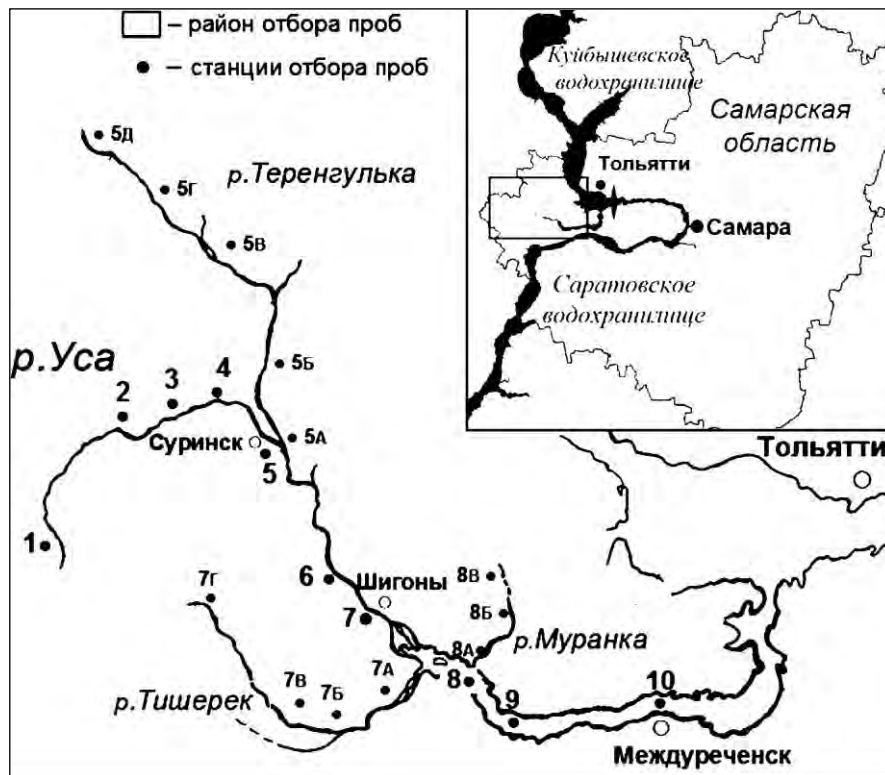 – район отбора проб
– станции отбора проб
Куйбышевское
водохранилище
Самарская
область
Тольятти
Самара
Саратовское
водохранилище
5Д
р.Теренгулька
5Г
5В
р.Уса
5Б
4
3
2
5А
Суринск
5
Тольятти
1
6
Шигоны
8В
7Г
7
8Б
р.Муранка
8А
7А
8
7В
7Б
р.Тишерек
9
10
Междуреченск